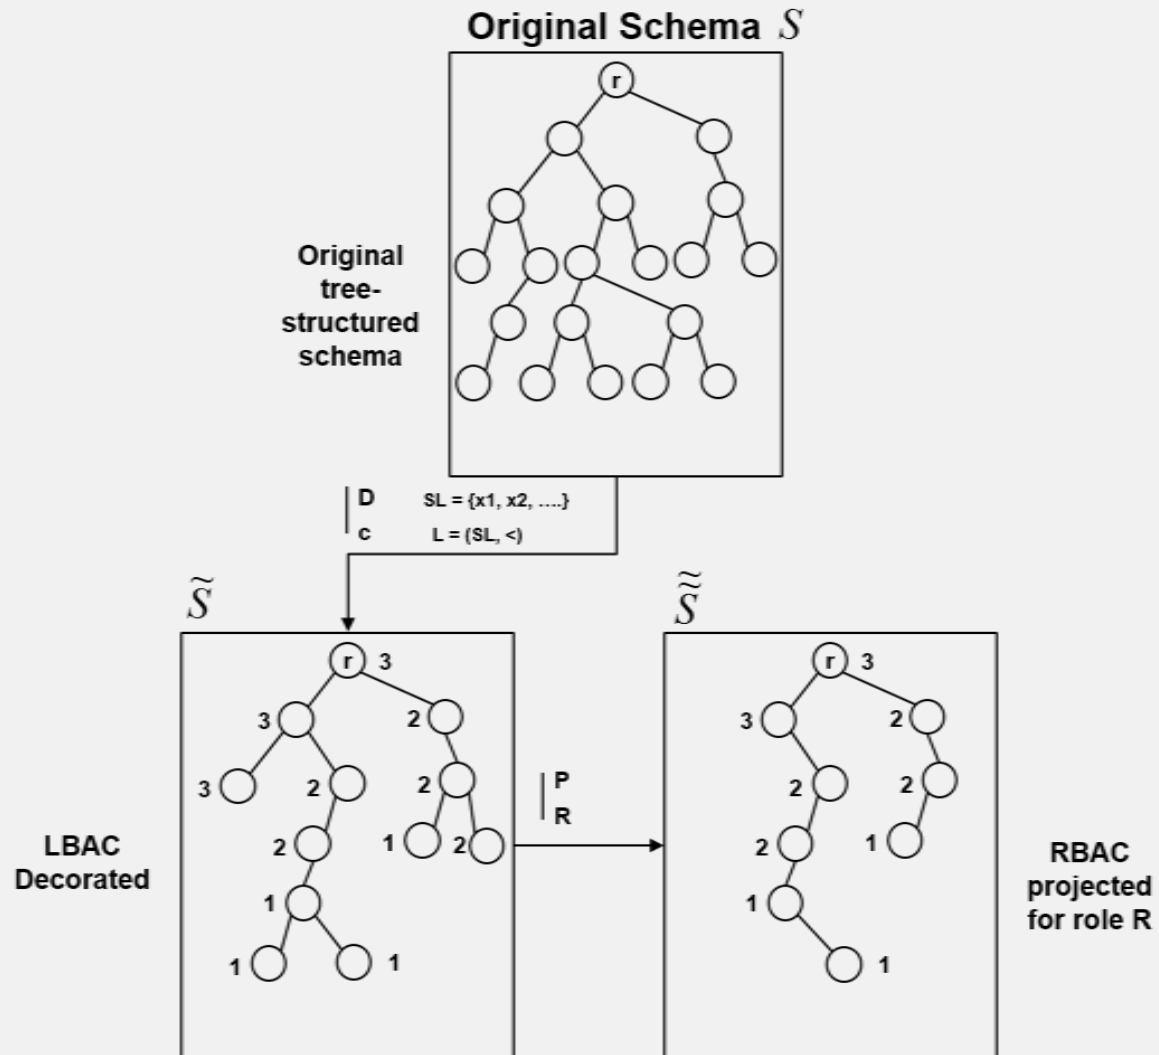 Original Schema S
r
Original
tree-
structured
schema
D SL = {x1, x2, ....}
c L = (SL, <)
S̃
S̃̃
r 3
3 2
3 2 2
2 1 2
1
1 1
P
R
r 3
3 2
2 2
2 1
1
1
LBAC
Decorated
RBAC
projected
for role R